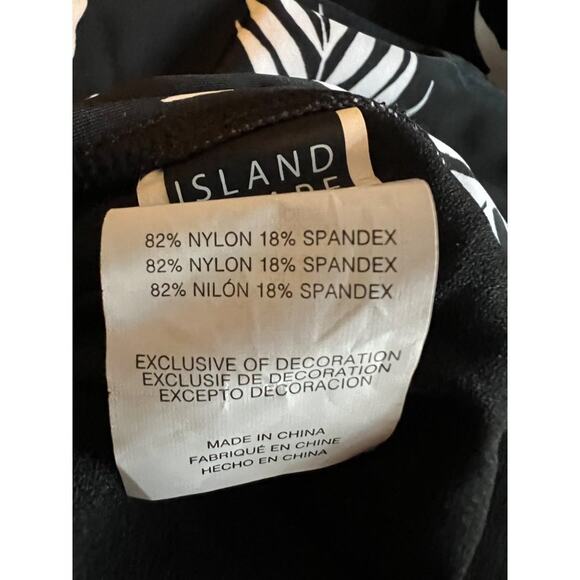 ISLAND
82% NYLON 18% SPANDEX
82% NYLON 18% SPANDEX
82% NILÓN 18% SPANDEX
EXCLUSIVE OF DECORATION
EXCLUSIF DE DECORATION
EXCEPTO DECORACION
MADE IN CHINA
FABRIQUÉ EN CHINE
HECHO EN CHINA